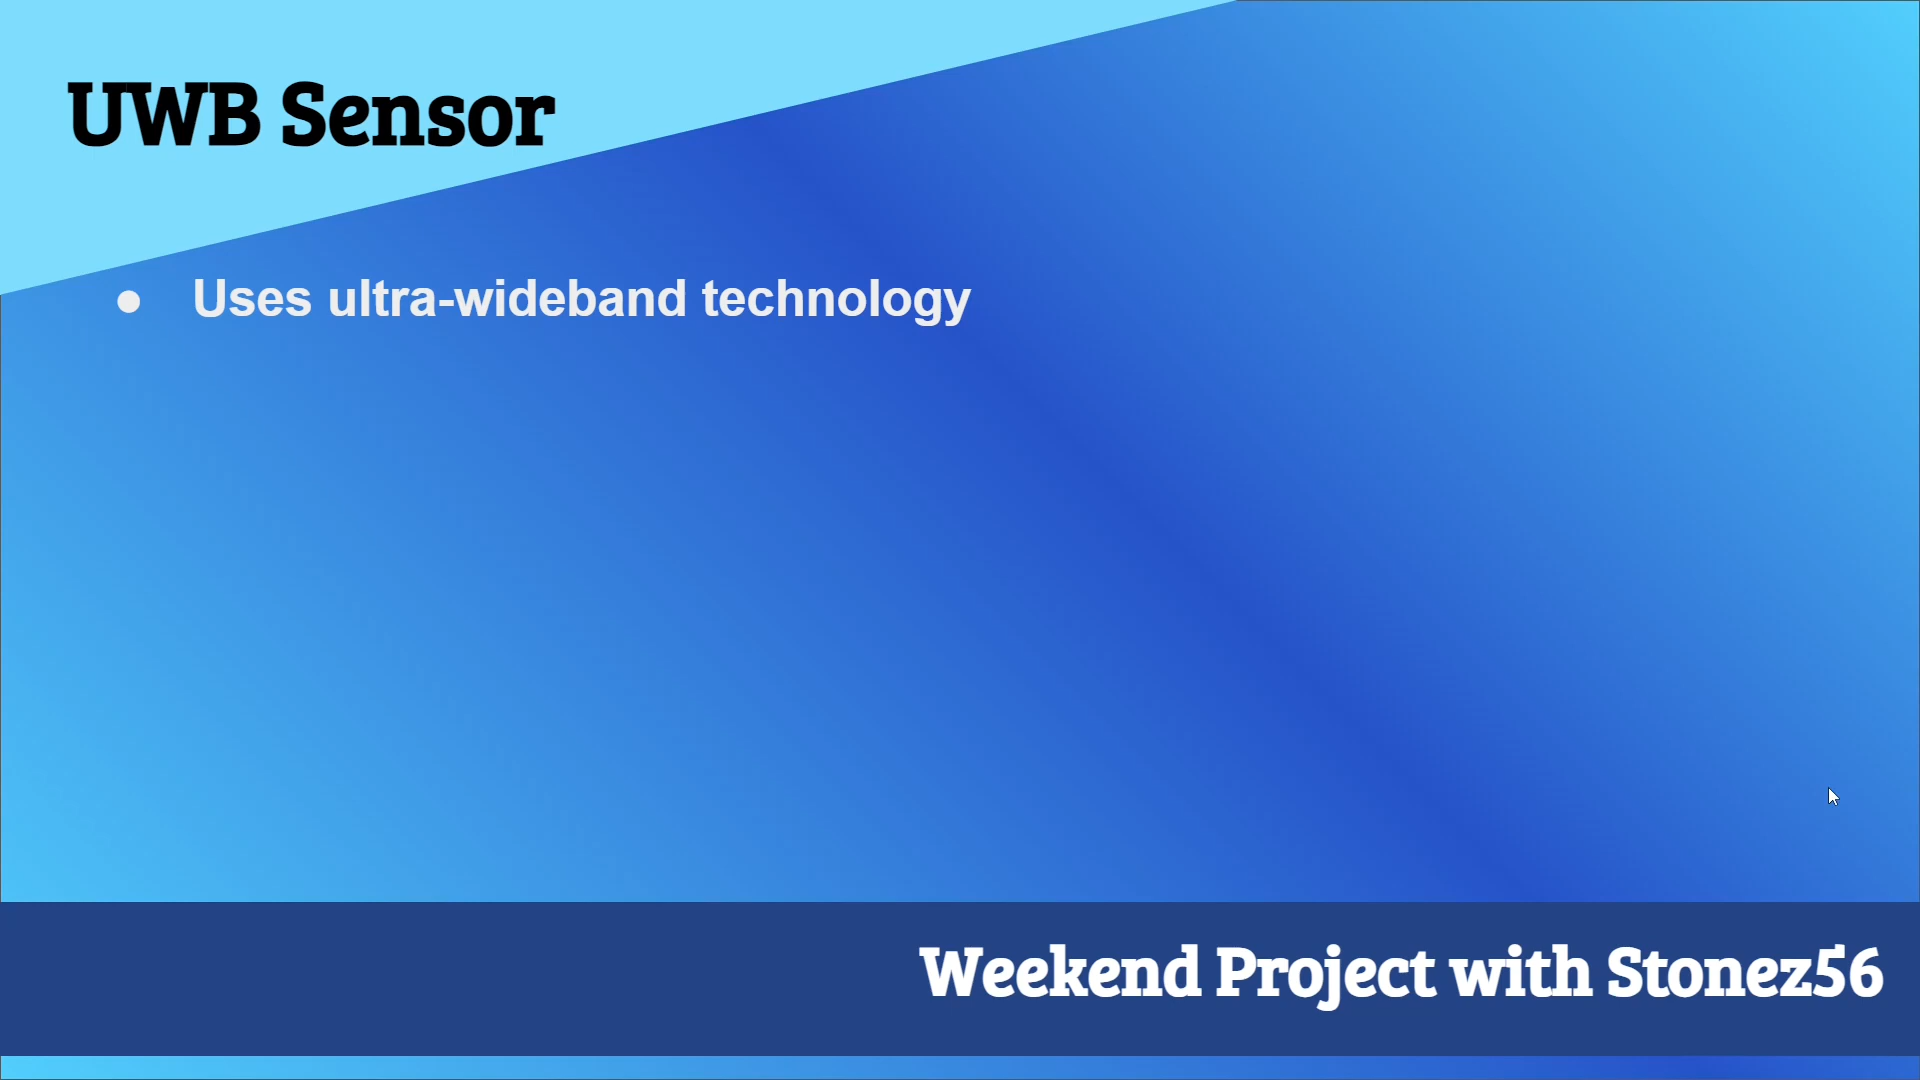 UWB Sensor
● Uses ultra-wideband technology
Weekend Project with Stonez56